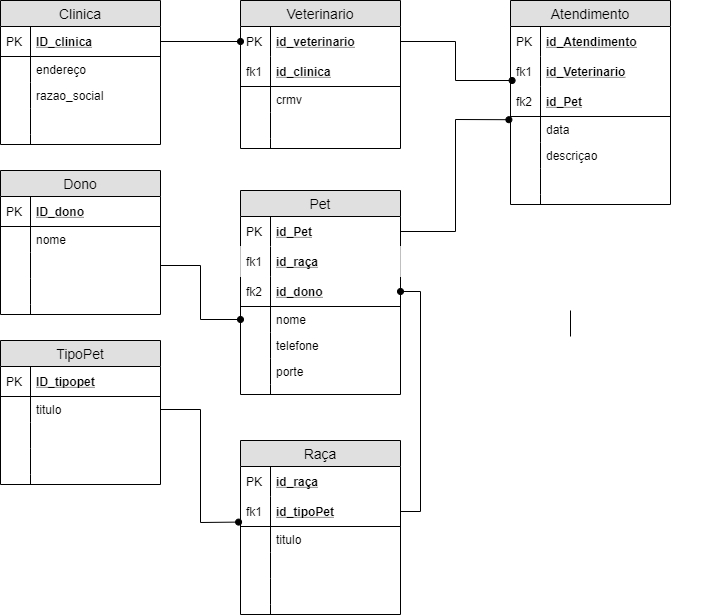 Clinica
PK ID_clinica
endereço
razao_social
Veterinario
PK id_veterinario
fk1 id_clinica
crmv
Atendimento
PK id_Atendimento
fk1 id_Veterinario
fk2 id_Pet
data
descriçao
Dono
PK ID_dono
nome
Pet
PK id_Pet
fk1 id_raça
fk2 id_dono
nome
telefone
porte
TipoPet
PK ID_tipopet
titulo
Raça
PK id_raça
fk1 id_tipoPet
titulo